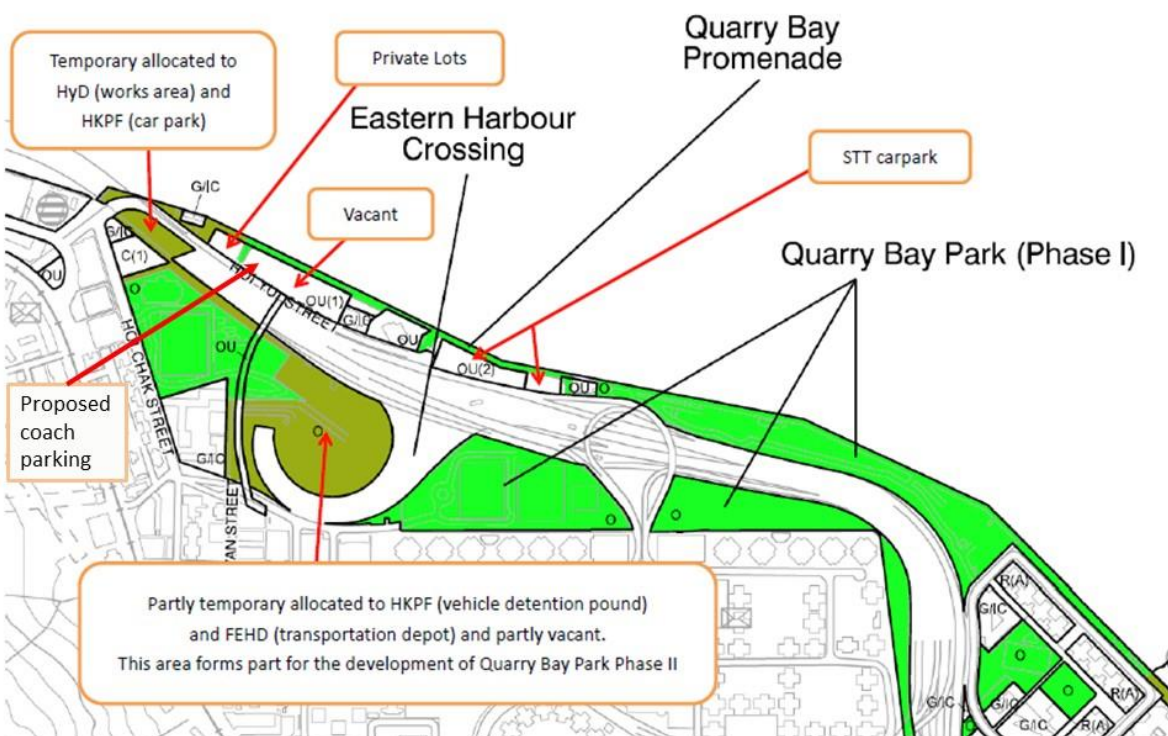 Quarry Bay
Promenade
Temporary allocated to
HyD (works area) and
HKPF (car park)
Private Lots
Eastern Harbour
Crossing
STT carpark
G/IC
Vacant
G/IC
C(1)
Quarry Bay Park (Phase I)
OU
O
HOI YU STREET
OU(1)
G/IC
OU
OU(2)
OU
O
OU
HOI CHAK STREET
Proposed
coach
parking
O
G/IC
O
O
R(A)
G/IC
Partly temporary allocated to HKPF (vehicle detention pound)
and FEHD (transportation depot) and partly vacant.
This area forms part for the development of Quarry Bay Park Phase II
O
O
R(A)
G/IC
G/IC
O
G/IC
R(A)